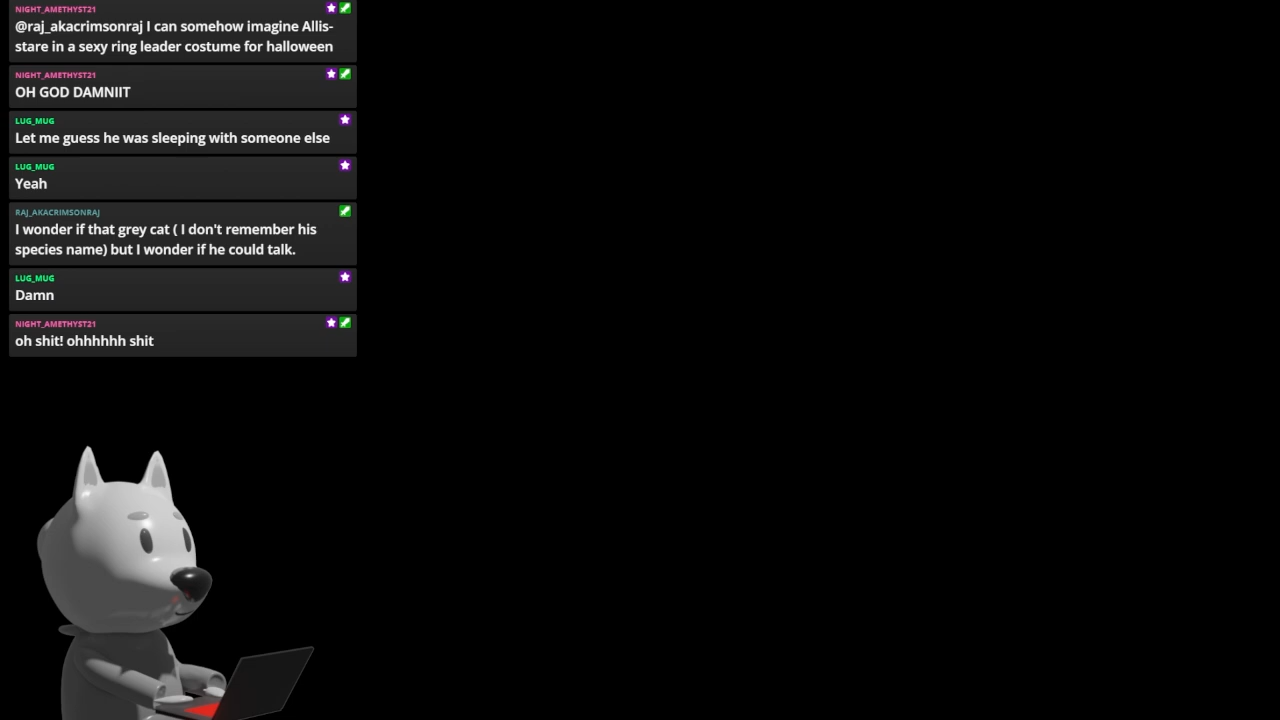 NIGHT_AMETHYST21
@raj_akacrimsonraj I can somehow imagine Allis-
stare in a sexy ring leader costume for halloween
NIGHT_AMETHYST21
OH GOD DAMNIIT
LUG_MUG
Let me guess he was sleeping with someone else
LUG_MUG
Yeah
RAJ_AKACRIMSONRAJ
I wonder if that grey cat ( I don't remember his
species name) but I wonder if he could talk.
LUG_MUG
Damn
NIGHT_AMETHYST21
oh shit! ohhhhhh shit